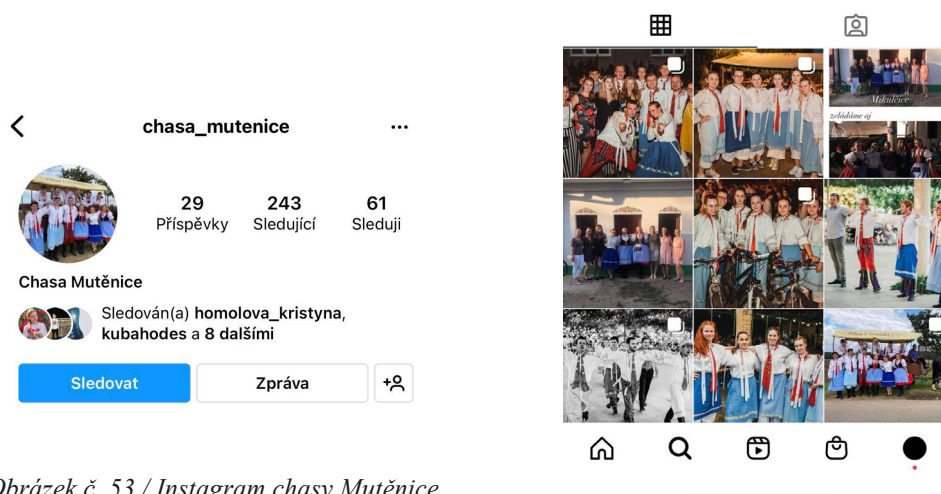 chasa_mutenice
29 243 61
Příspěvky Sledující Sleduji
Chasa Mutěnice
Sledován(a) homolova_kristyna,
kubahodes a 8 dalšími
Sledovat Zpráva
Obrázek č. 53 / Instagram chasy Mutěnice
Mikulčice
zvládáme aj